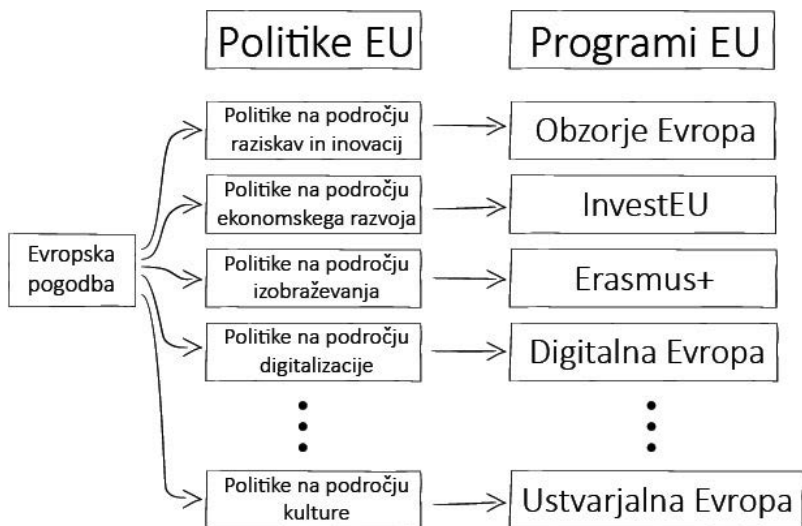 Politike EU
Programi EU
Evropska
pogodba
Politike na področju
raziskav in inovacij
Obzorje Evropa
Politike na področju
ekonomskega razvoja
InvestEU
Politike na področju
izobraževanja
Erasmus+
Politike na področju
digitalizacije
Digitalna Evropa
Politike na področju
kulture
Ustvarjalna Evropa